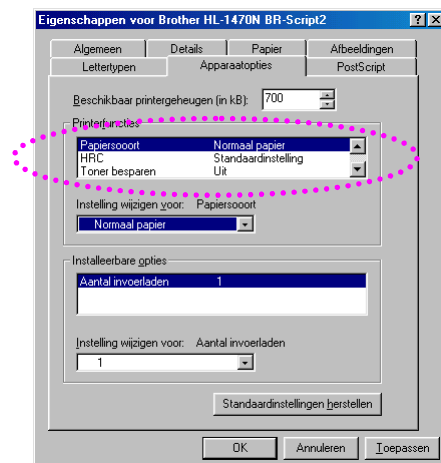 Eigenschappen voor Brother HL-1470N BR-Script2
Algemeen Details Papier Afbeeldingen
Lettertypen Apparaatopties PostScript
Beschikbaar printergeheugen (in kB): 700
Printerfuncties
Papiersooort Normaal papier
HRC Standaardinstelling
Toner besparen Uit
Instelling wijzigen voor: Papiersooort
Normaal papier
Installeerbare opties
Aantal invoerladen 1
Instelling wijzigen voor: Aantal invoerladen
1
Standaardinstellingen herstellen
OK Annuleren Toepassen